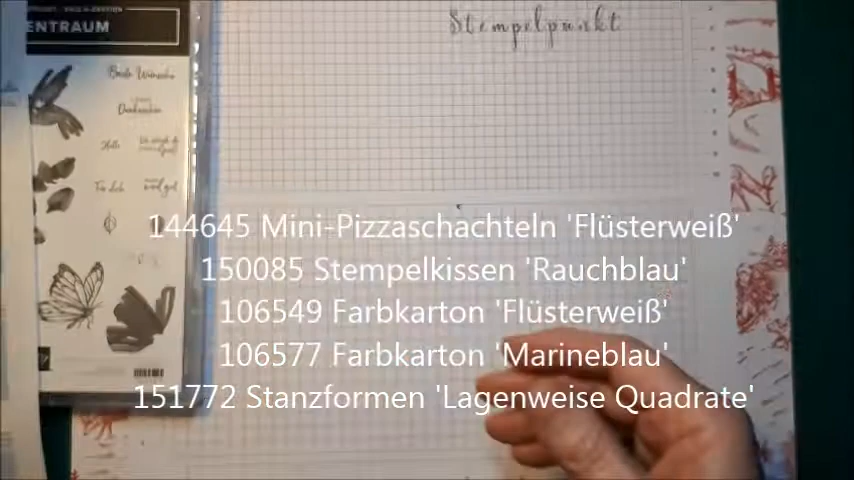 ENTRAUM
Stempelpunkt
Beste Wünsche
Dankeschön
Hallo
Für dich
144645 Mini-Pizzaschachteln 'Flüsterweiß'
150085 Stempelkissen 'Rauchblau'
106549 Farbkarton 'Flüsterweiß'
106577 Farbkarton 'Marineblau'
151772 Stanzformen 'Lagenweise Quadrate'